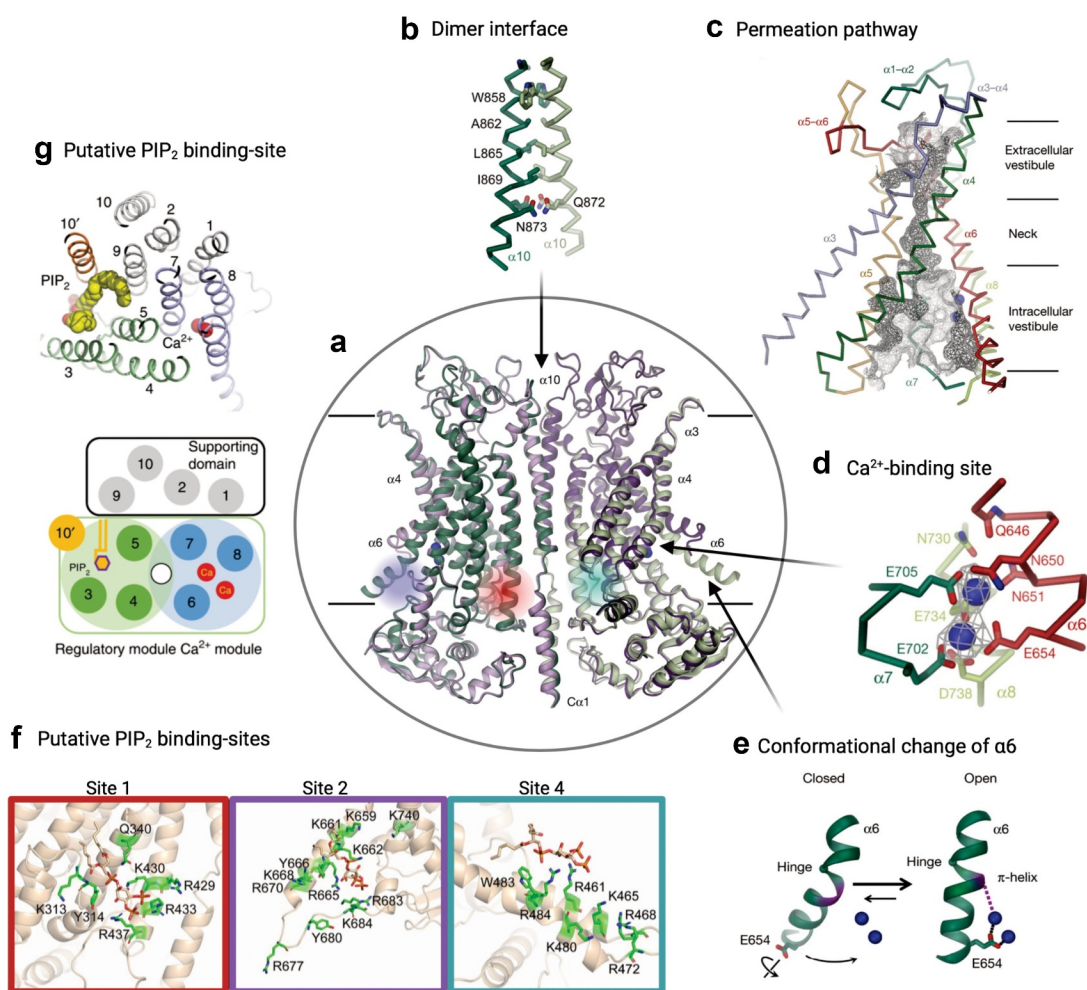 b Dimer interface
W858
A862
L865
I869
Q872
N873
α10
α10
c Permeation pathway
α1–α2
α3–α4
α5–α6
α4
α3
α6
α5
α8
α7
Extracellular
vestibule
Neck
Intracellular
vestibule
g Putative PIP₂ binding-site
10
2
10′
1
9
7
8
PIP₂
5
Ca²⁺
3
4
Supporting
domain
10
2
9
1
10′
5
7
8
PIP₂
Ca
Ca
3
4
6
Regulatory module Ca²⁺ module
a
α10
α3
α4
α4
α6
α6
Cα1
d Ca²⁺-binding site
Q646
N730
N650
E705
N651
E734
α6
E702
E654
α7
D738
α8
f Putative PIP₂ binding-sites
Site 1
Q340
K430
R429
K313
Y314
R433
R437
Site 2
K659
K740
K661
K662
Y666
K668
R670
R665
R683
K684
Y680
R677
Site 4
W483
R461
K465
R484
R468
K480
R472
e Conformational change of α6
Closed
Open
α6
α6
Hinge
Hinge
π-helix
E654
E654